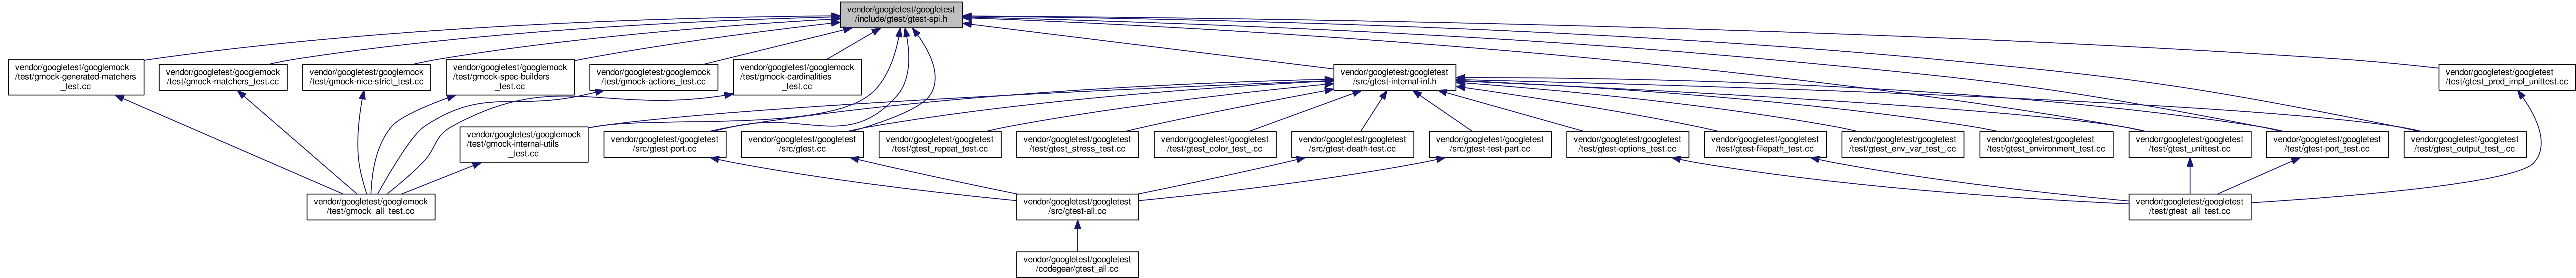 vendor/googletest/googletest
/include/gtest/gtest-spi.h
vendor/googletest/googlemock
/test/gmock-generated-matchers
_test.cc
vendor/googletest/googlemock
/test/gmock-matchers_test.cc
vendor/googletest/googlemock
/test/gmock-nice-strict_test.cc
vendor/googletest/googlemock
/test/gmock-spec-builders
_test.cc
vendor/googletest/googlemock
/test/gmock-actions_test.cc
vendor/googletest/googlemock
/test/gmock-cardinalities
_test.cc
vendor/googletest/googletest
/src/gtest-internal-inl.h
vendor/googletest/googletest
/test/gtest_pred_impl_unittest.cc
vendor/googletest/googlemock
/test/gmock-internal-utils
_test.cc
vendor/googletest/googletest
/src/gtest-port.cc
vendor/googletest/googletest
/src/gtest.cc
vendor/googletest/googletest
/test/gtest_repeat_test.cc
vendor/googletest/googletest
/test/gtest_stress_test.cc
vendor/googletest/googletest
/test/gtest_color_test_.cc
vendor/googletest/googletest
/src/gtest-death-test.cc
vendor/googletest/googletest
/src/gtest-test-part.cc
vendor/googletest/googletest
/test/gtest-options_test.cc
vendor/googletest/googletest
/test/gtest-filepath_test.cc
vendor/googletest/googletest
/test/gtest_env_var_test_.cc
vendor/googletest/googletest
/test/gtest_environment_test.cc
vendor/googletest/googletest
/test/gtest_unittest.cc
vendor/googletest/googletest
/test/gtest-port_test.cc
vendor/googletest/googletest
/test/gtest_output_test_.cc
vendor/googletest/googlemock
/test/gmock_all_test.cc
vendor/googletest/googletest
/src/gtest-all.cc
vendor/googletest/googletest
/test/gtest_all_test.cc
vendor/googletest/googletest
/codegear/gtest_all.cc